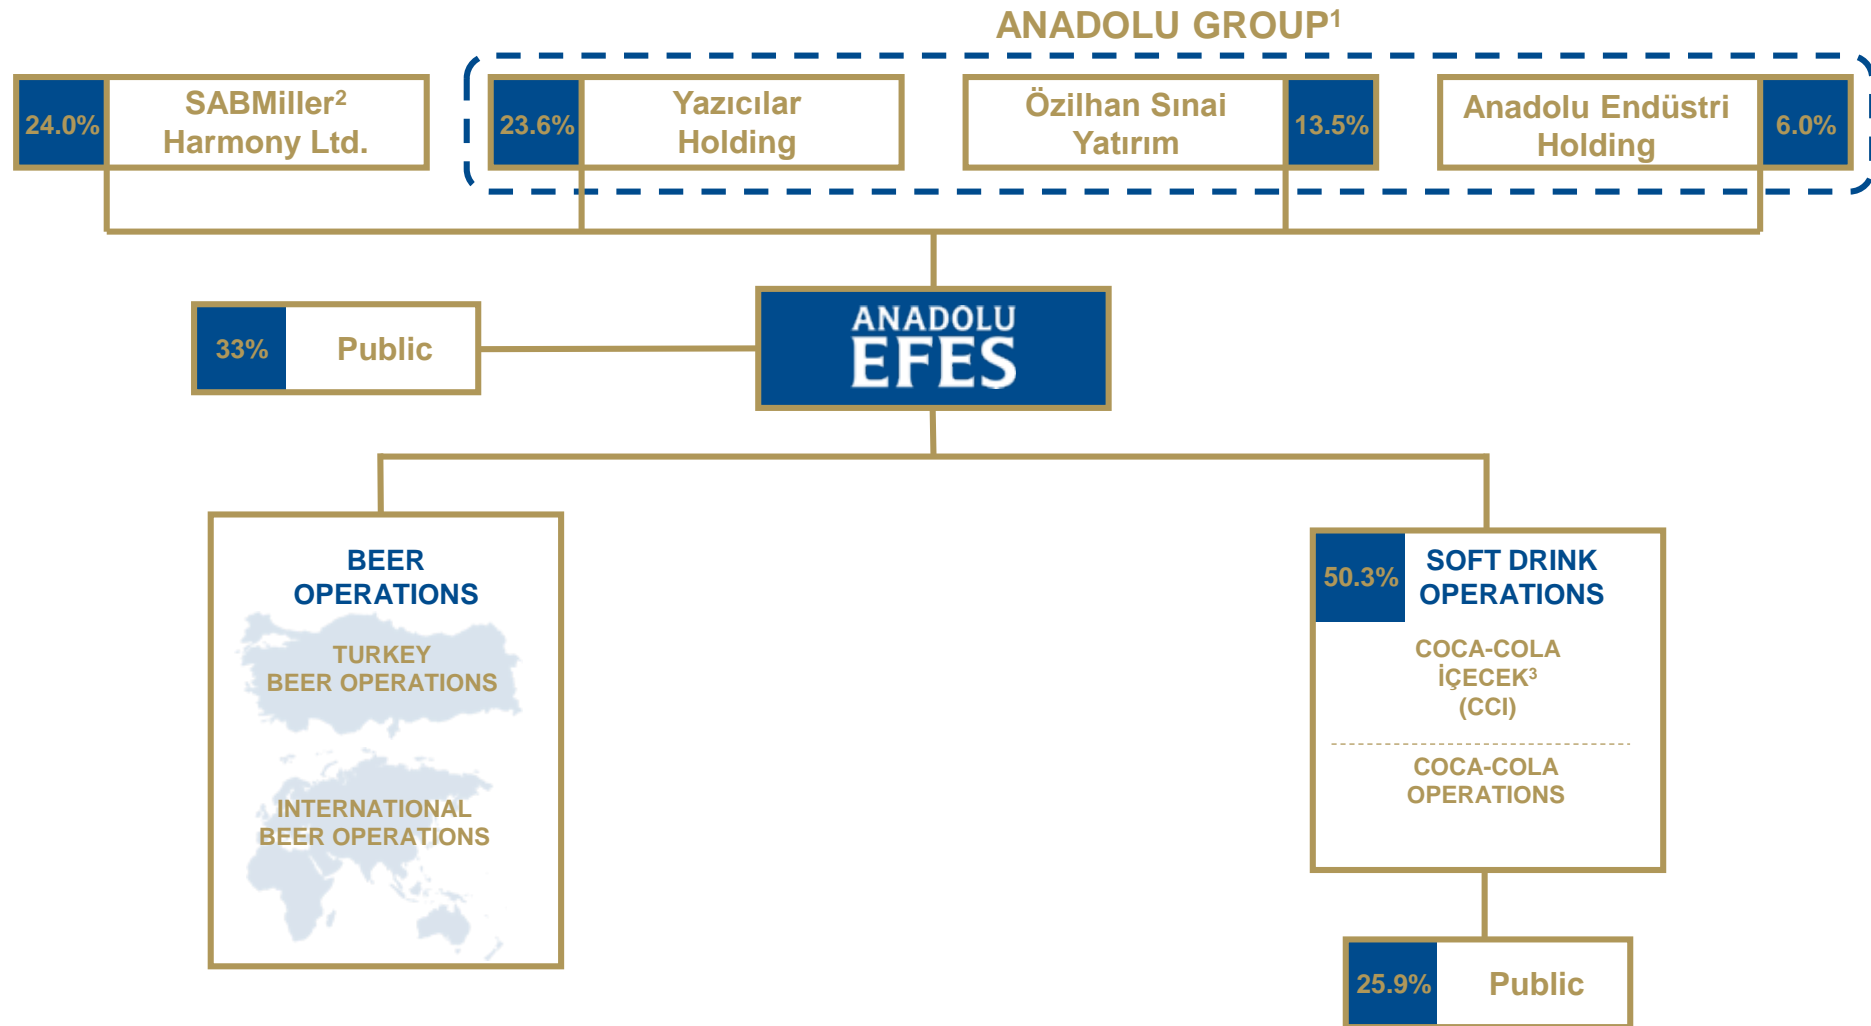 ANADOLU GROUP¹
24.0%
SABMiller²
Harmony Ltd.
23.6%
Yazıcılar
Holding
Özilhan Sınai
Yatırım
13.5%
Anadolu Endüstri
Holding
6.0%
33%
Public
ANADOLU
EFES
BEER
OPERATIONS
TURKEY
BEER OPERATIONS
INTERNATIONAL
BEER OPERATIONS
50.3%
SOFT DRINK
OPERATIONS
COCA-COLA
İÇECEK³
(CCI)
COCA-COLA
OPERATIONS
25.9%
Public